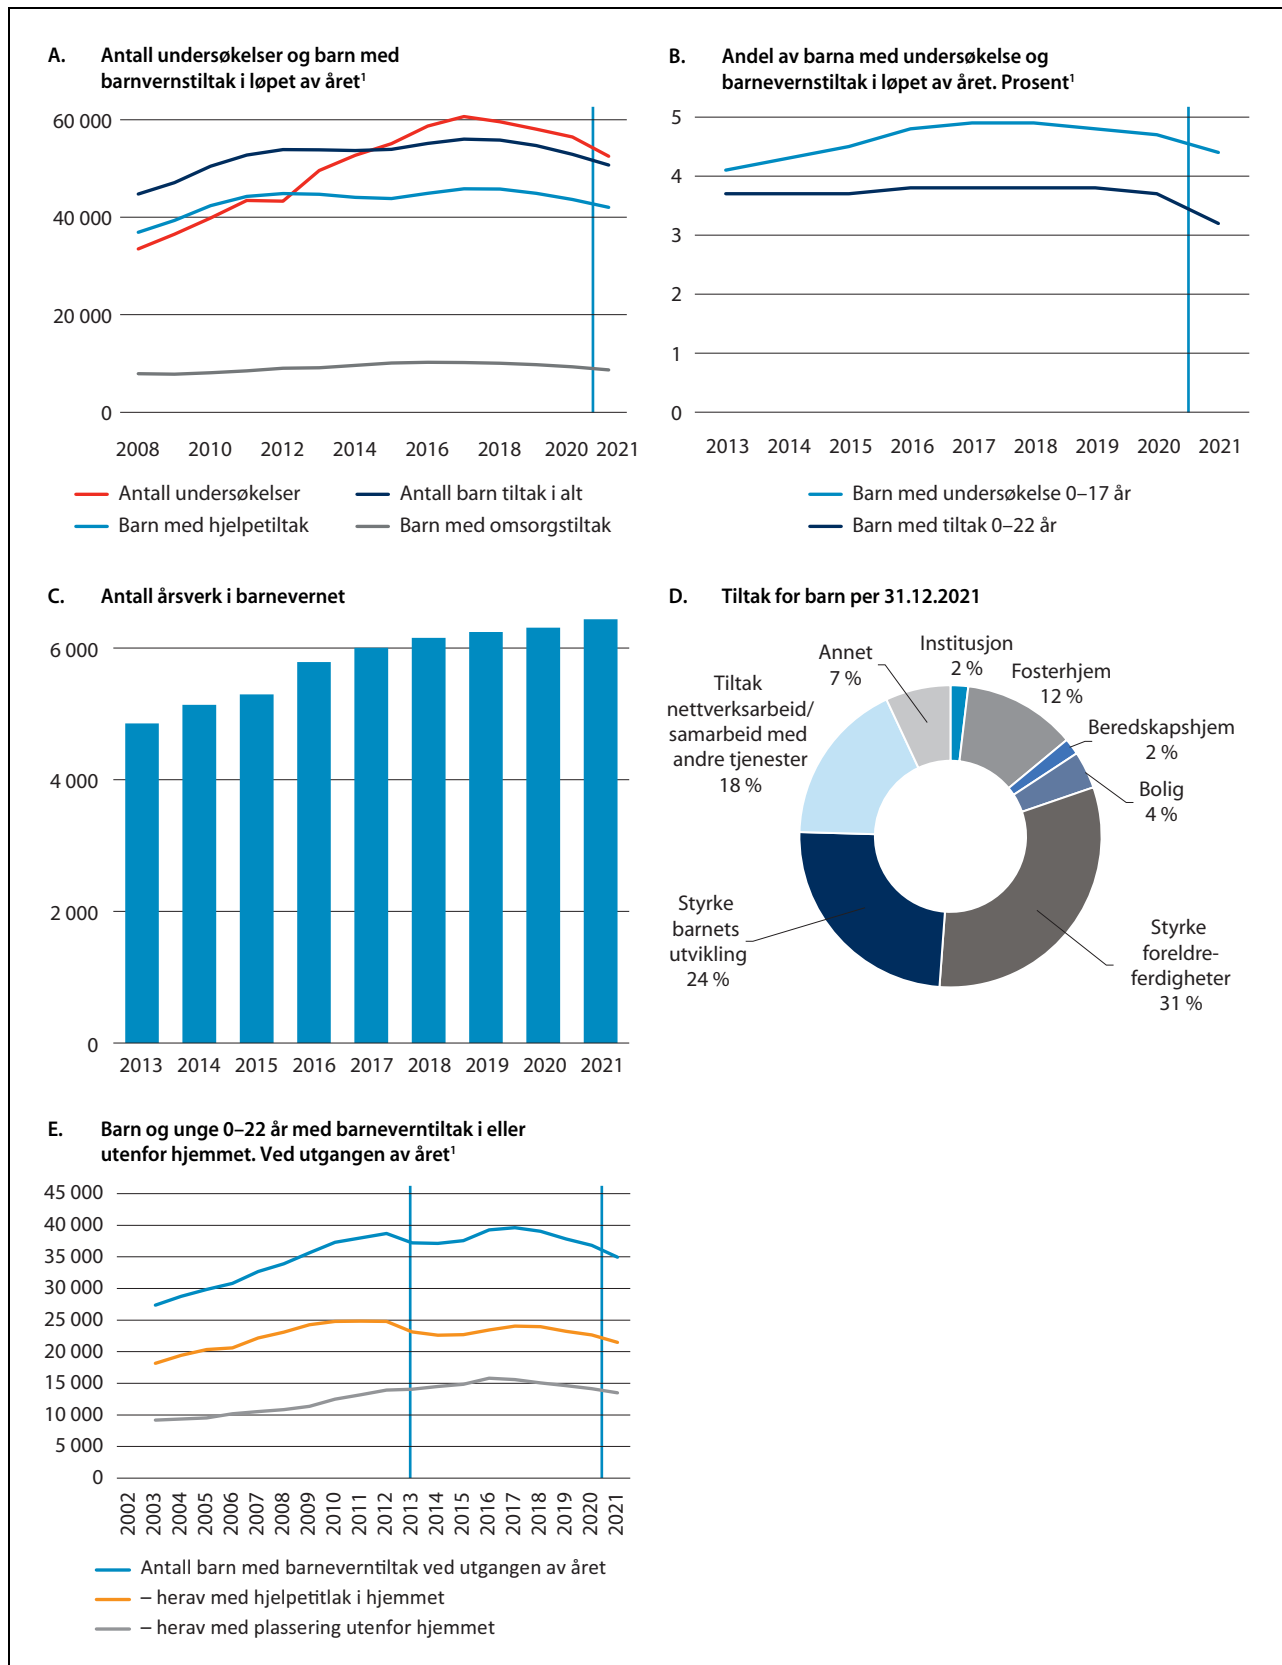 A. Antall undersøkelser og barn med
barnvernstiltak i løpet av året¹
60 000
40 000
20 000
0
2008 2010 2012 2014 2016 2018 2020 2021
Antall undersøkelser
Antall barn tiltak i alt
Barn med hjelpetiltak
Barn med omsorgstiltak
B. Andel av barna med undersøkelse og
barnevernstiltak i løpet av året. Prosent¹
5
4
3
2
1
0
2013 2014 2015 2016 2017 2018 2019 2020 2021
Barn med undersøkelse 0–17 år
Barn med tiltak 0–22 år
C. Antall årsverk i barnevernet
6 000
4 000
2 000
0
2013 2014 2015 2016 2017 2018 2019 2020 2021
D. Tiltak for barn per 31.12.2021
Institusjon
2 %
Fosterhjem
12 %
Beredskapshjem
2 %
Bolig
4 %
Styrke
foreldre-
ferdigheter
31 %
Styrke
barnets
utvikling
24 %
Tiltak
nettverksarbeid/
samarbeid med
andre tjenester
18 %
Annet
7 %
E. Barn og unge 0–22 år med barneverntiltak i eller
utenfor hjemmet. Ved utgangen av året¹
45 000
40 000
35 000
30 000
25 000
20 000
15 000
10 000
5 000
0
2002 2003 2004 2005 2006 2007 2008 2009 2010 2011 2012 2013 2014 2015 2016 2017 2018 2019 2020 2021
Antall barn med barneverntiltak ved utgangen av året
– herav med hjelpetitlak i hjemmet
– herav med plassering utenfor hjemmet